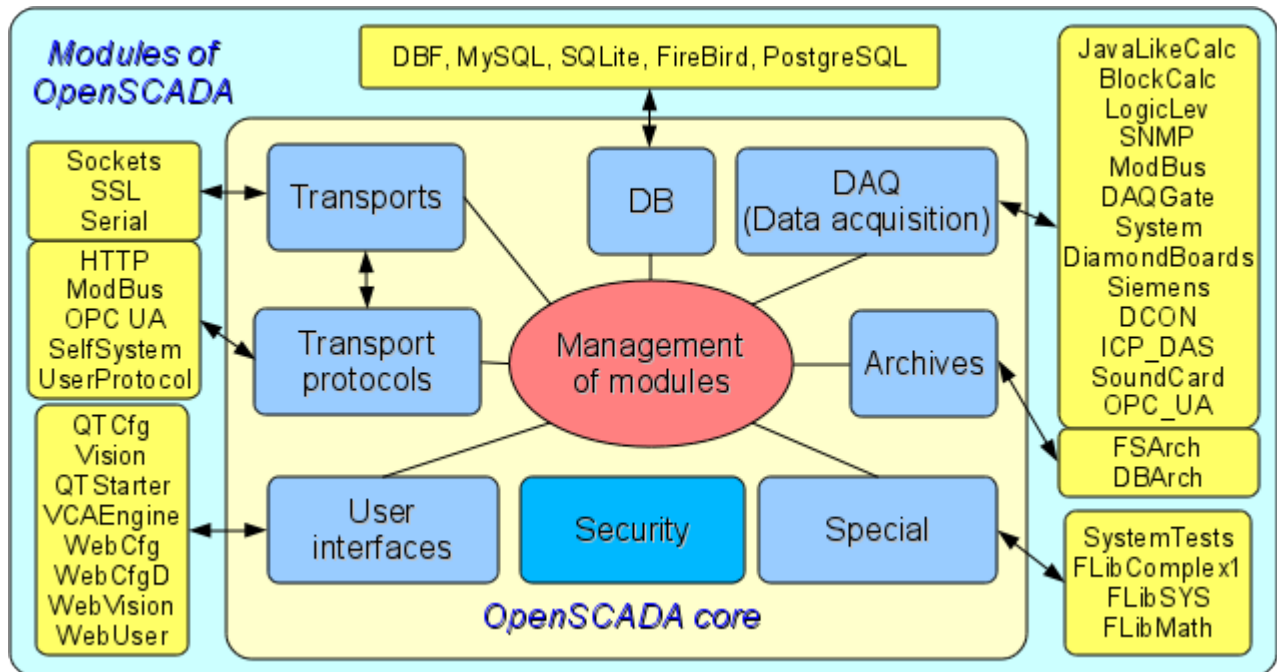 Modules of
OpenSCADA
DBF, MySQL, SQLite, FireBird, PostgreSQL
JavaLikeCalc
BlockCalc
LogicLev
SNMP
ModBus
DAQGate
System
DiamondBoards
Siemens
DCON
ICP_DAS
SoundCard
OPC_UA
Sockets
SSL
Serial
Transports
DB
DAQ
(Data acquisition)
HTTP
ModBus
OPC UA
SelfSystem
UserProtocol
Transport
protocols
Management
of modules
Archives
FSArch
DBArch
QTCfg
Vision
QTStarter
VCAEngine
WebCfg
WebCfgD
WebVision
WebUser
User
interfaces
Security
Special
SystemTests
FLibComplex1
FLibSYS
FLibMath
OpenSCADA core